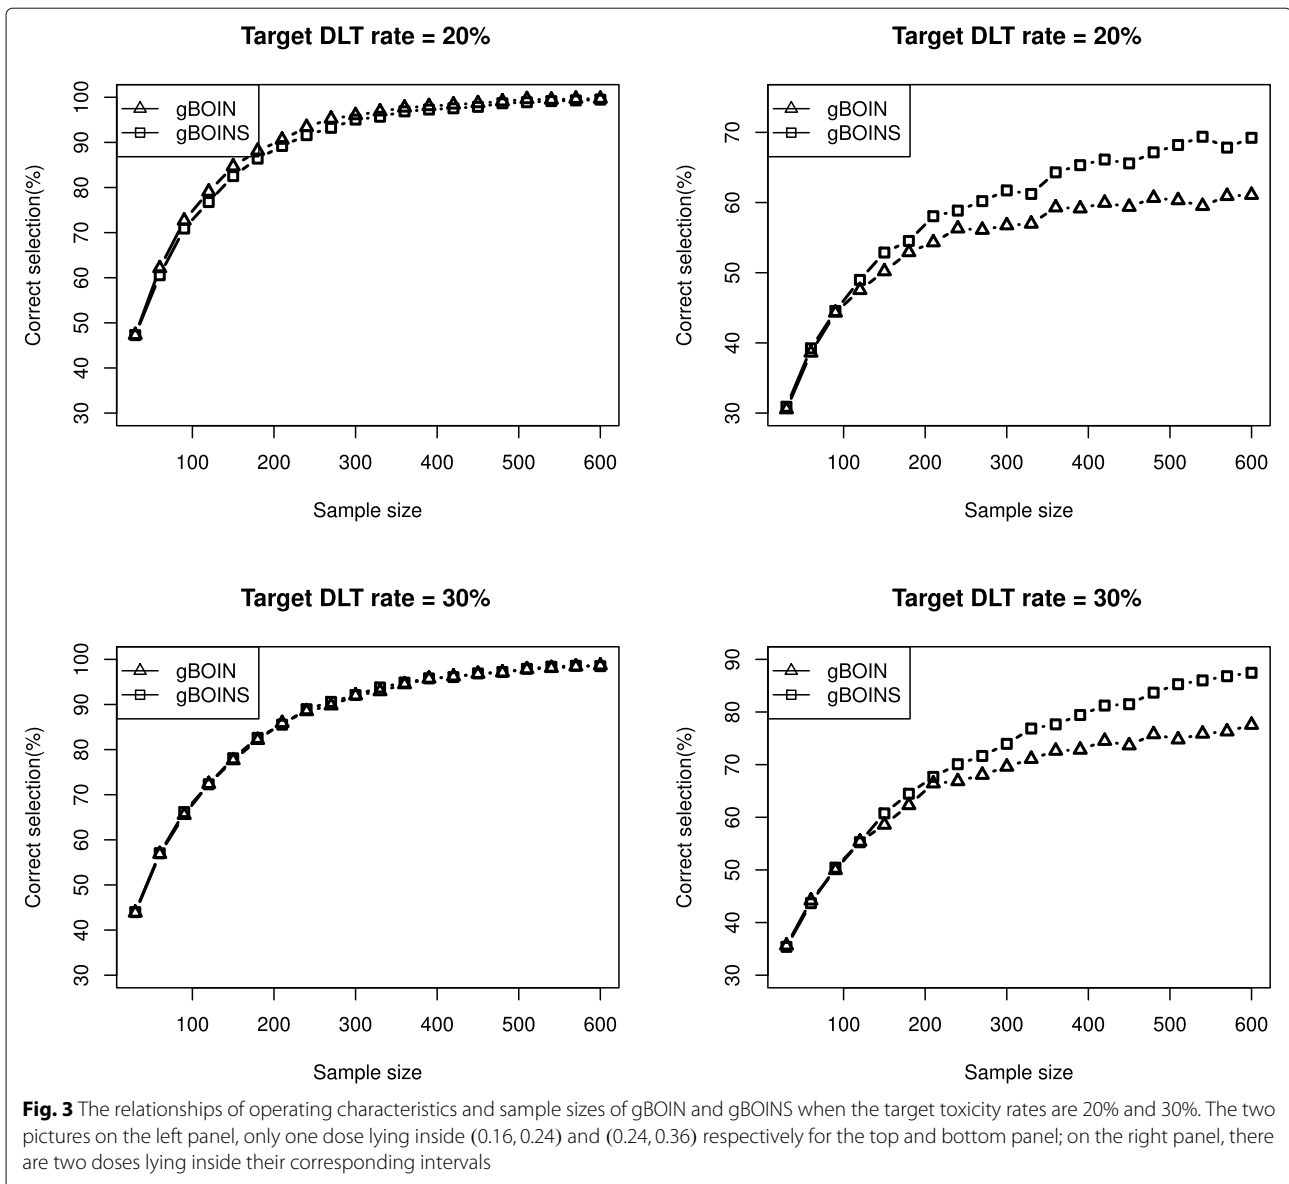 Target DLT rate = 20%
Correct selection(%)
100
90
80
70
60
50
40
30
gBOIN
gBOINS
100 200 300 400 500 600
Sample size
Target DLT rate = 20%
Correct selection(%)
70
60
50
40
30
gBOIN
gBOINS
100 200 300 400 500 600
Sample size
Target DLT rate = 30%
Correct selection(%)
100
90
80
70
60
50
40
30
gBOIN
gBOINS
100 200 300 400 500 600
Sample size
Target DLT rate = 30%
Correct selection(%)
90
80
70
60
50
40
30
gBOIN
gBOINS
100 200 300 400 500 600
Sample size
Fig. 3 The relationships of operating characteristics and sample sizes of gBOIN and gBOINS when the target toxicity rates are 20% and 30%. The two
pictures on the left panel, only one dose lying inside (0.16, 0.24) and (0.24, 0.36) respectively for the top and bottom panel; on the right panel, there
are two doses lying inside their corresponding intervals